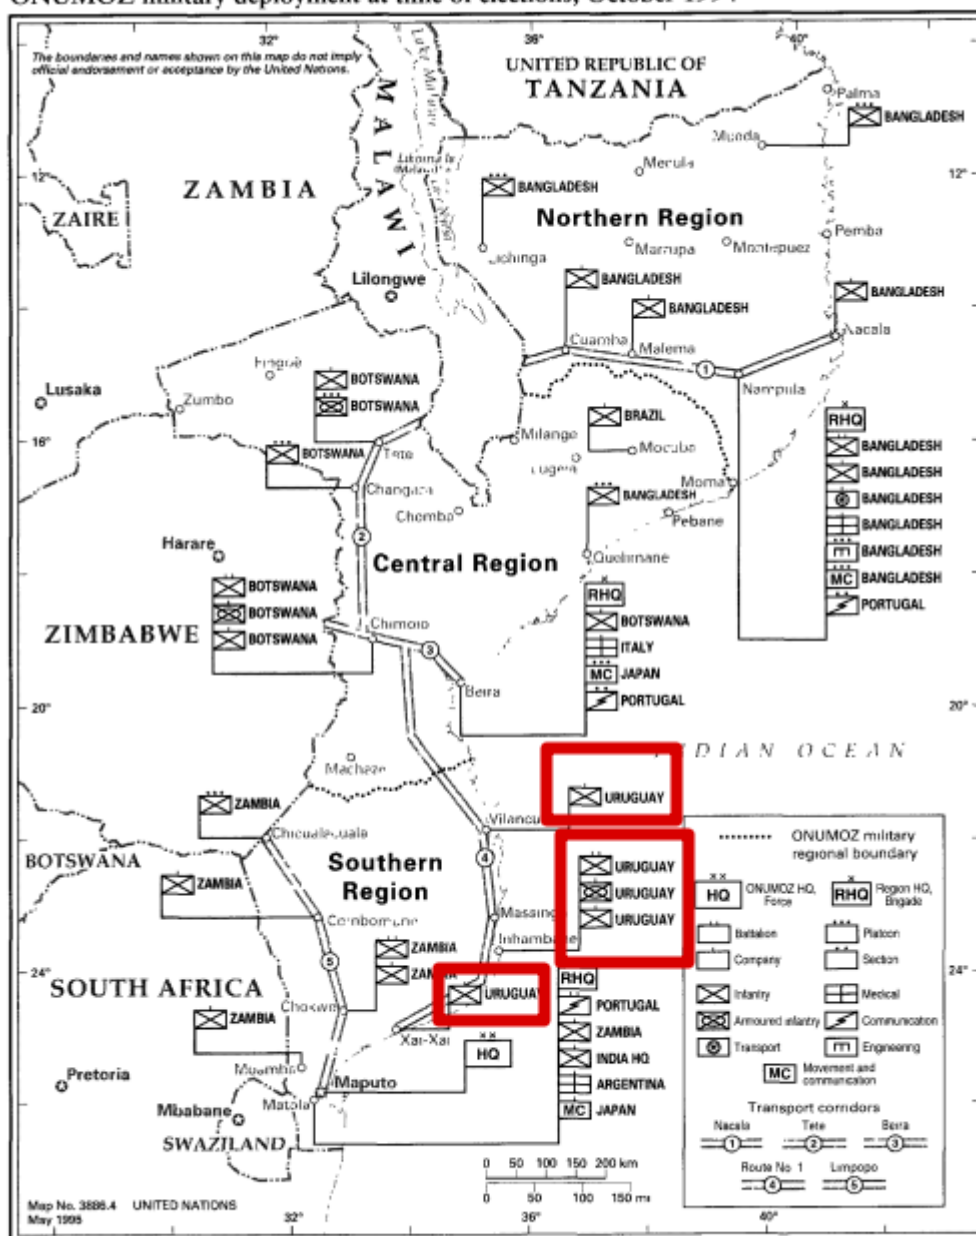 ONUMOZ military deployment at time of elections, October 1994
32°
36°
40°
The boundaries and names shown on this map do not imply
official endorsement or acceptance by the United Nations.
UNITED REPUBLIC OF
TANZANIA
Palma
BANGLADESH
MALAWI
Lake
12°
ZAMBIA
BANGLADESH
12°
ZAIRE
Northern Region
Pemba
Marrupa
Montepuez
Lilongwe
BANGLADESH
BANGLADESH
BANGLADESH
Nacala
Cuamba
Malema
1
Nampula
Lusaka
Zumbo
BOTSWANA
BOTSWANA
BRAZIL
RHQ
16°
BOTSWANA
Tete
Milange
Mocuba
BANGLADESH
BANGLADESH
Changara
Moma
BANGLADESH
BANGLADESH
Pebane
BANGLADESH
2
Harare
Central Region
Quelimane
BANGLADESH
MC BANGLADESH
PORTUGAL
BOTSWANA
BOTSWANA
BOTSWANA
RHQ
BOTSWANA
ITALY
MC JAPAN
PORTUGAL
ZIMBABWE
Chimoio
3
Beira
20°
20°
INDIAN OCEAN
Machaze
URUGUAY
ZAMBIA
Chicualacuala
BOTSWANA
Southern
Region
4
ZAMBIA
URUGUAY
URUGUAY
URUGUAY
Massinga
Inhambane
ONUMOZ military
regional boundary
HQ ONUMOZ HQ,
Force
RHQ Region HQ,
Brigade
Battalion
Platoon
Company
Section
Infantry
Medical
Armoured infantry
Communication
Transport
Engineering
MC Movement and
communication
Transport corridors
Nacala
Tete
Beira
1
2
3
Route No 1
Limpopo
4
5
5
ZAMBIA
ZAMBIA
24°
24°
SOUTH AFRICA
URUGUAY
Xai-Xai
RHQ
PORTUGAL
ZAMBIA
INDIA HQ
ARGENTINA
MC JAPAN
ZAMBIA
HQ
Pretoria
Maputo
Matola
Mbabane
SWAZILAND
0 50 100 150 200 km
0 50 100 150 mi
Map No. 3886.4 UNITED NATIONS
May 1995
32°
36°
40°